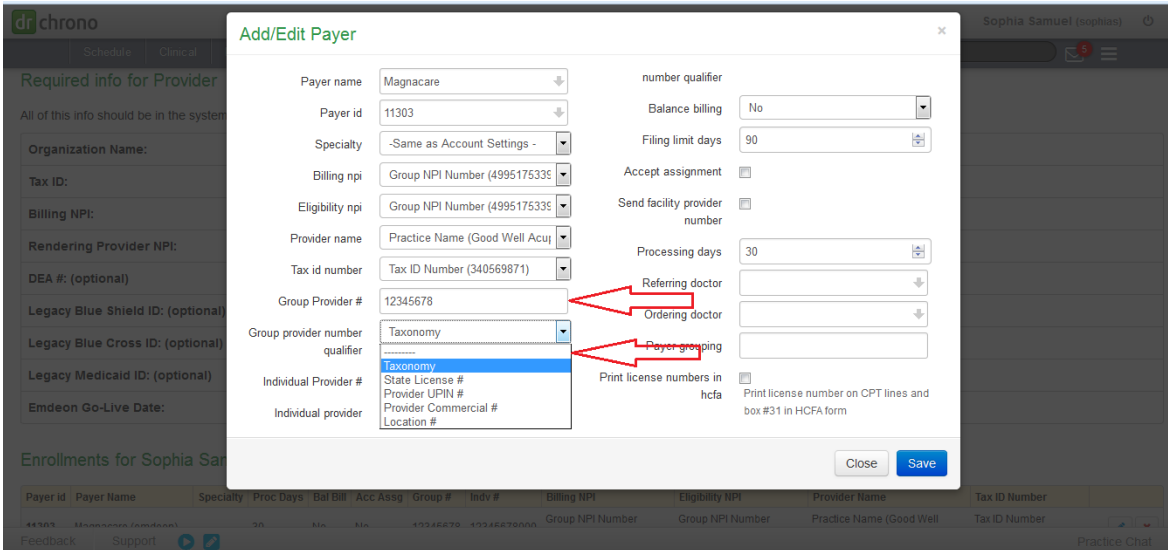 dr chrono
Sophia Samuel (sophias)
Schedule Clinical
5
Required info for Provider
All of this info should be in the system
Organization Name:
Tax ID:
Billing NPI:
Rendering Provider NPI:
DEA #: (optional)
Legacy Blue Shield ID: (optional)
Legacy Blue Cross ID: (optional)
Legacy Medicaid ID: (optional)
Emdeon Go-Live Date:
Add/Edit Payer ×
Payer name Magnacare
Payer id 11303
Specialty -Same as Account Settings -
Billing npi Group NPI Number (4995175339
Eligibility npi Group NPI Number (4995175339
Provider name Practice Name (Good Well Acu
Tax id number Tax ID Number (340569871)
Group Provider # 12345678
Group provider number Taxonomy
qualifier
---------
Taxonomy
State License #
Provider UPIN #
Provider Commercial #
Location #
Individual Provider #
Individual provider
number qualifier
Balance billing No
Filing limit days 90
Accept assignment
Send facility provider
number
Processing days 30
Referring doctor
Ordering doctor
Payer grouping
Print license numbers in
hcfa
Print license number on CPT lines and
box #31 in HCFA form
Close Save
Enrollments for Sophia Sa
Payer id Payer Name Specialty Proc Days Bal Bill Acc Assg Group # Indv # Billing NPI Eligibility NPI Provider Name Tax ID Number
11303 Magnacare (emdeon) 30 No No 12345678 12345678000 Group NPI Number Group NPI Number Practice Name (Good Well Tax ID Number
Feedback Support Practice Chat